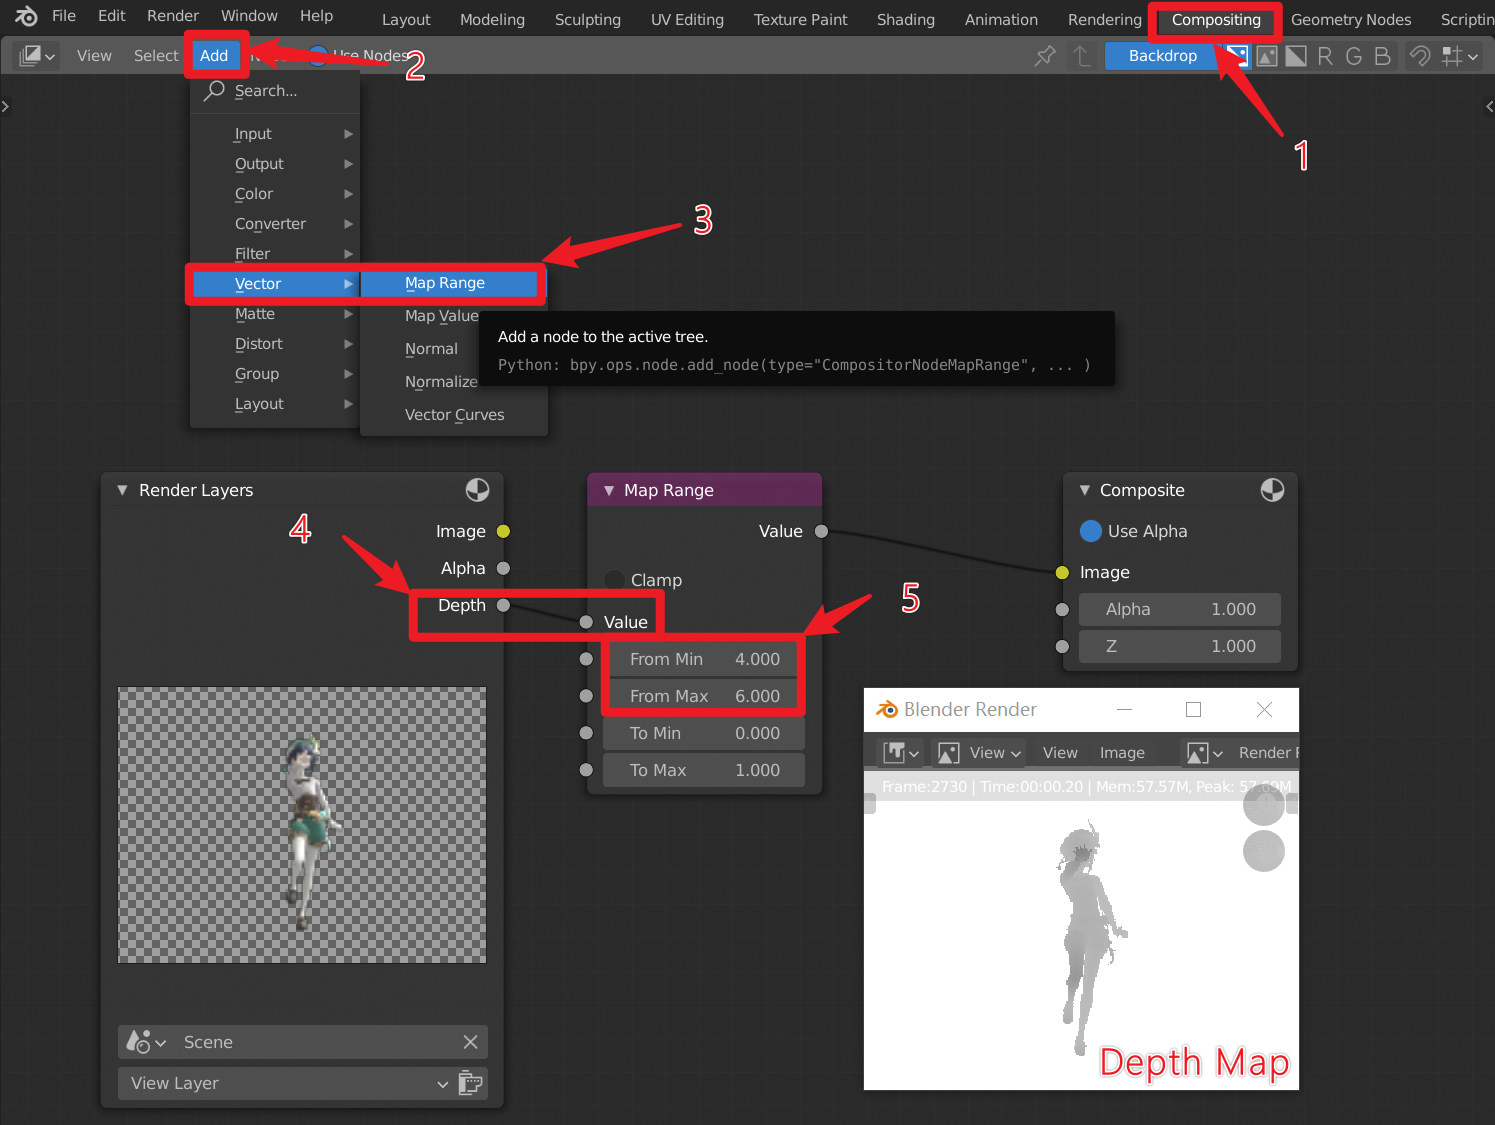 File Edit Render Window Help Layout Modeling Sculpting UV Editing Texture Paint Shading Animation Rendering Compositing Geometry Nodes Scriptin
View Select Add Use Nodes Backdrop R G B
2
1
Search...
Input
Output
Color
Converter
Filter
Vector
Matte
Distort
Group
Layout
3
Map Range
Map Value
Normal
Normalize
Vector Curves
Add a node to the active tree.
Python: bpy.ops.node.add_node(type="CompositorNodeMapRange", ... )
Render Layers
Image
Alpha
Depth
4
Scene
View Layer
Map Range
Value
Clamp
Value
From Min 4.000
From Max 6.000
To Min 0.000
To Max 1.000
5
Composite
Use Alpha
Image
Alpha 1.000
Z 1.000
Blender Render
View View Image Render
Frame:2730 | Time:00:00.20 | Mem:57.57M, Peak: 57.69M
Depth Map